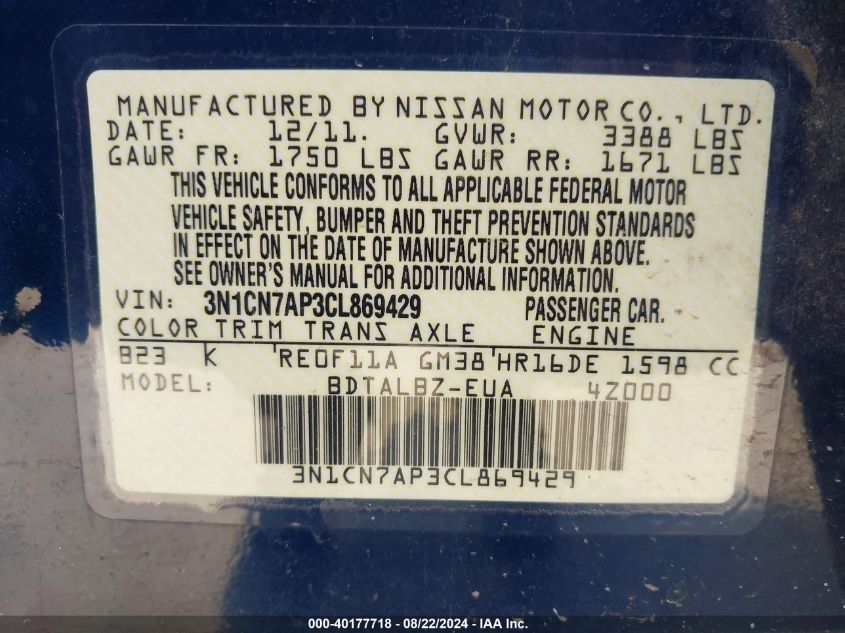 MANUFACTURED BY NISSAN MOTOR CO., LTD.
DATE: 12/11. GVWR: 3388 LBS
GAWR FR: 1750 LBS GAWR RR: 1671 LBS
THIS VEHICLE CONFORMS TO ALL APPLICABLE FEDERAL MOTOR
VEHICLE SAFETY, BUMPER AND THEFT PREVENTION STANDARDS
IN EFFECT ON THE DATE OF MANUFACTURE SHOWN ABOVE.
SEE OWNER'S MANUAL FOR ADDITIONAL INFORMATION.
VIN: 3N1CN7AP3CL869429 PASSENGER CAR.
COLOR TRIM TRANS AXLE ENGINE
B23 K RE0F11A GM38 HR16DE 1598 CC
MODEL: BDTALBZ-EUA 4Z000
3N1CN7AP3CL869429
000-40177718 - 08/22/2024 - IAA Inc.